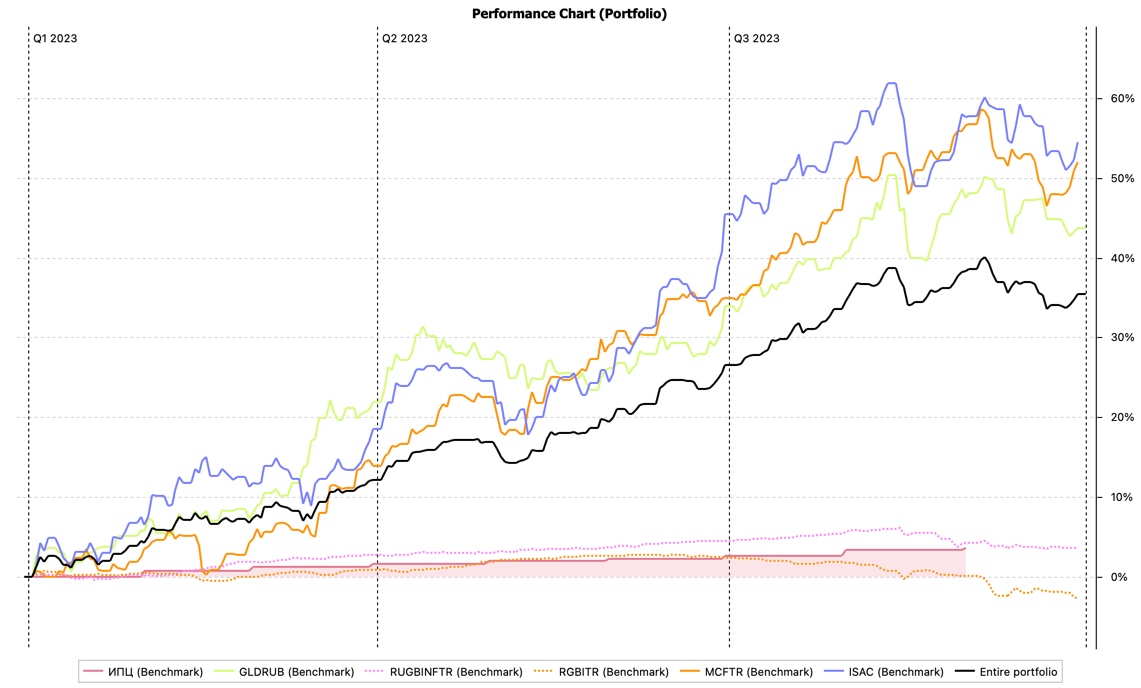 Performance Chart (Portfolio)
Q1 2023 Q2 2023 Q3 2023
60%
50%
40%
30%
20%
10%
0%
ИПЦ (Benchmark) GLDRUB (Benchmark) RUGBINFTR (Benchmark) RGBITR (Benchmark) MCFTR (Benchmark) ISAC (Benchmark) Entire portfolio